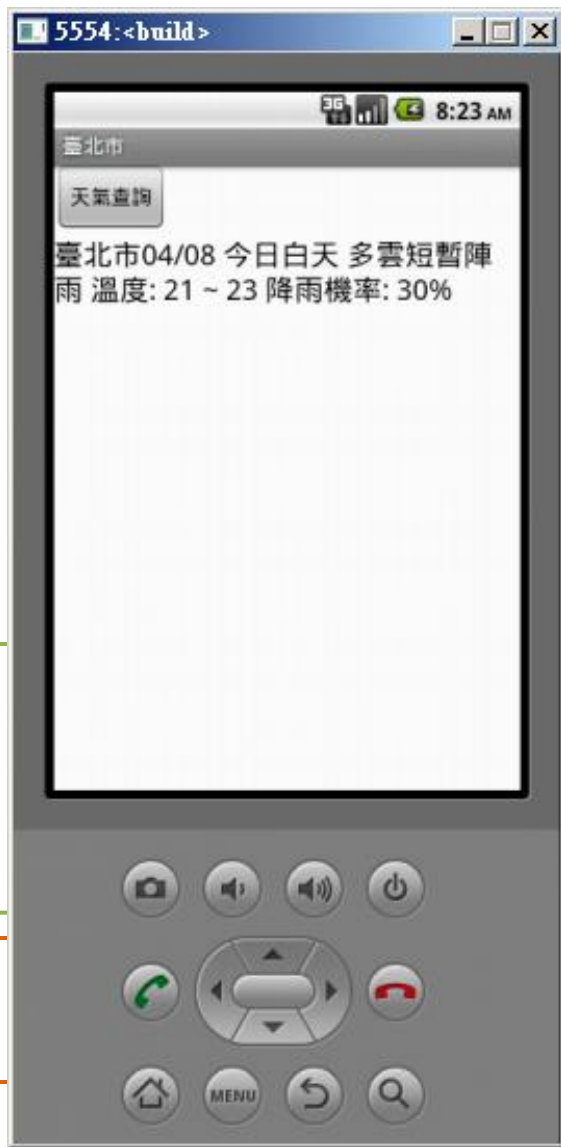 5554:<build>
3G 8:23 AM
臺北市
天氣查詢
臺北市04/08 今日白天 多雲短暫陣
雨 溫度: 21 ~ 23 降雨機率: 30%
MENU